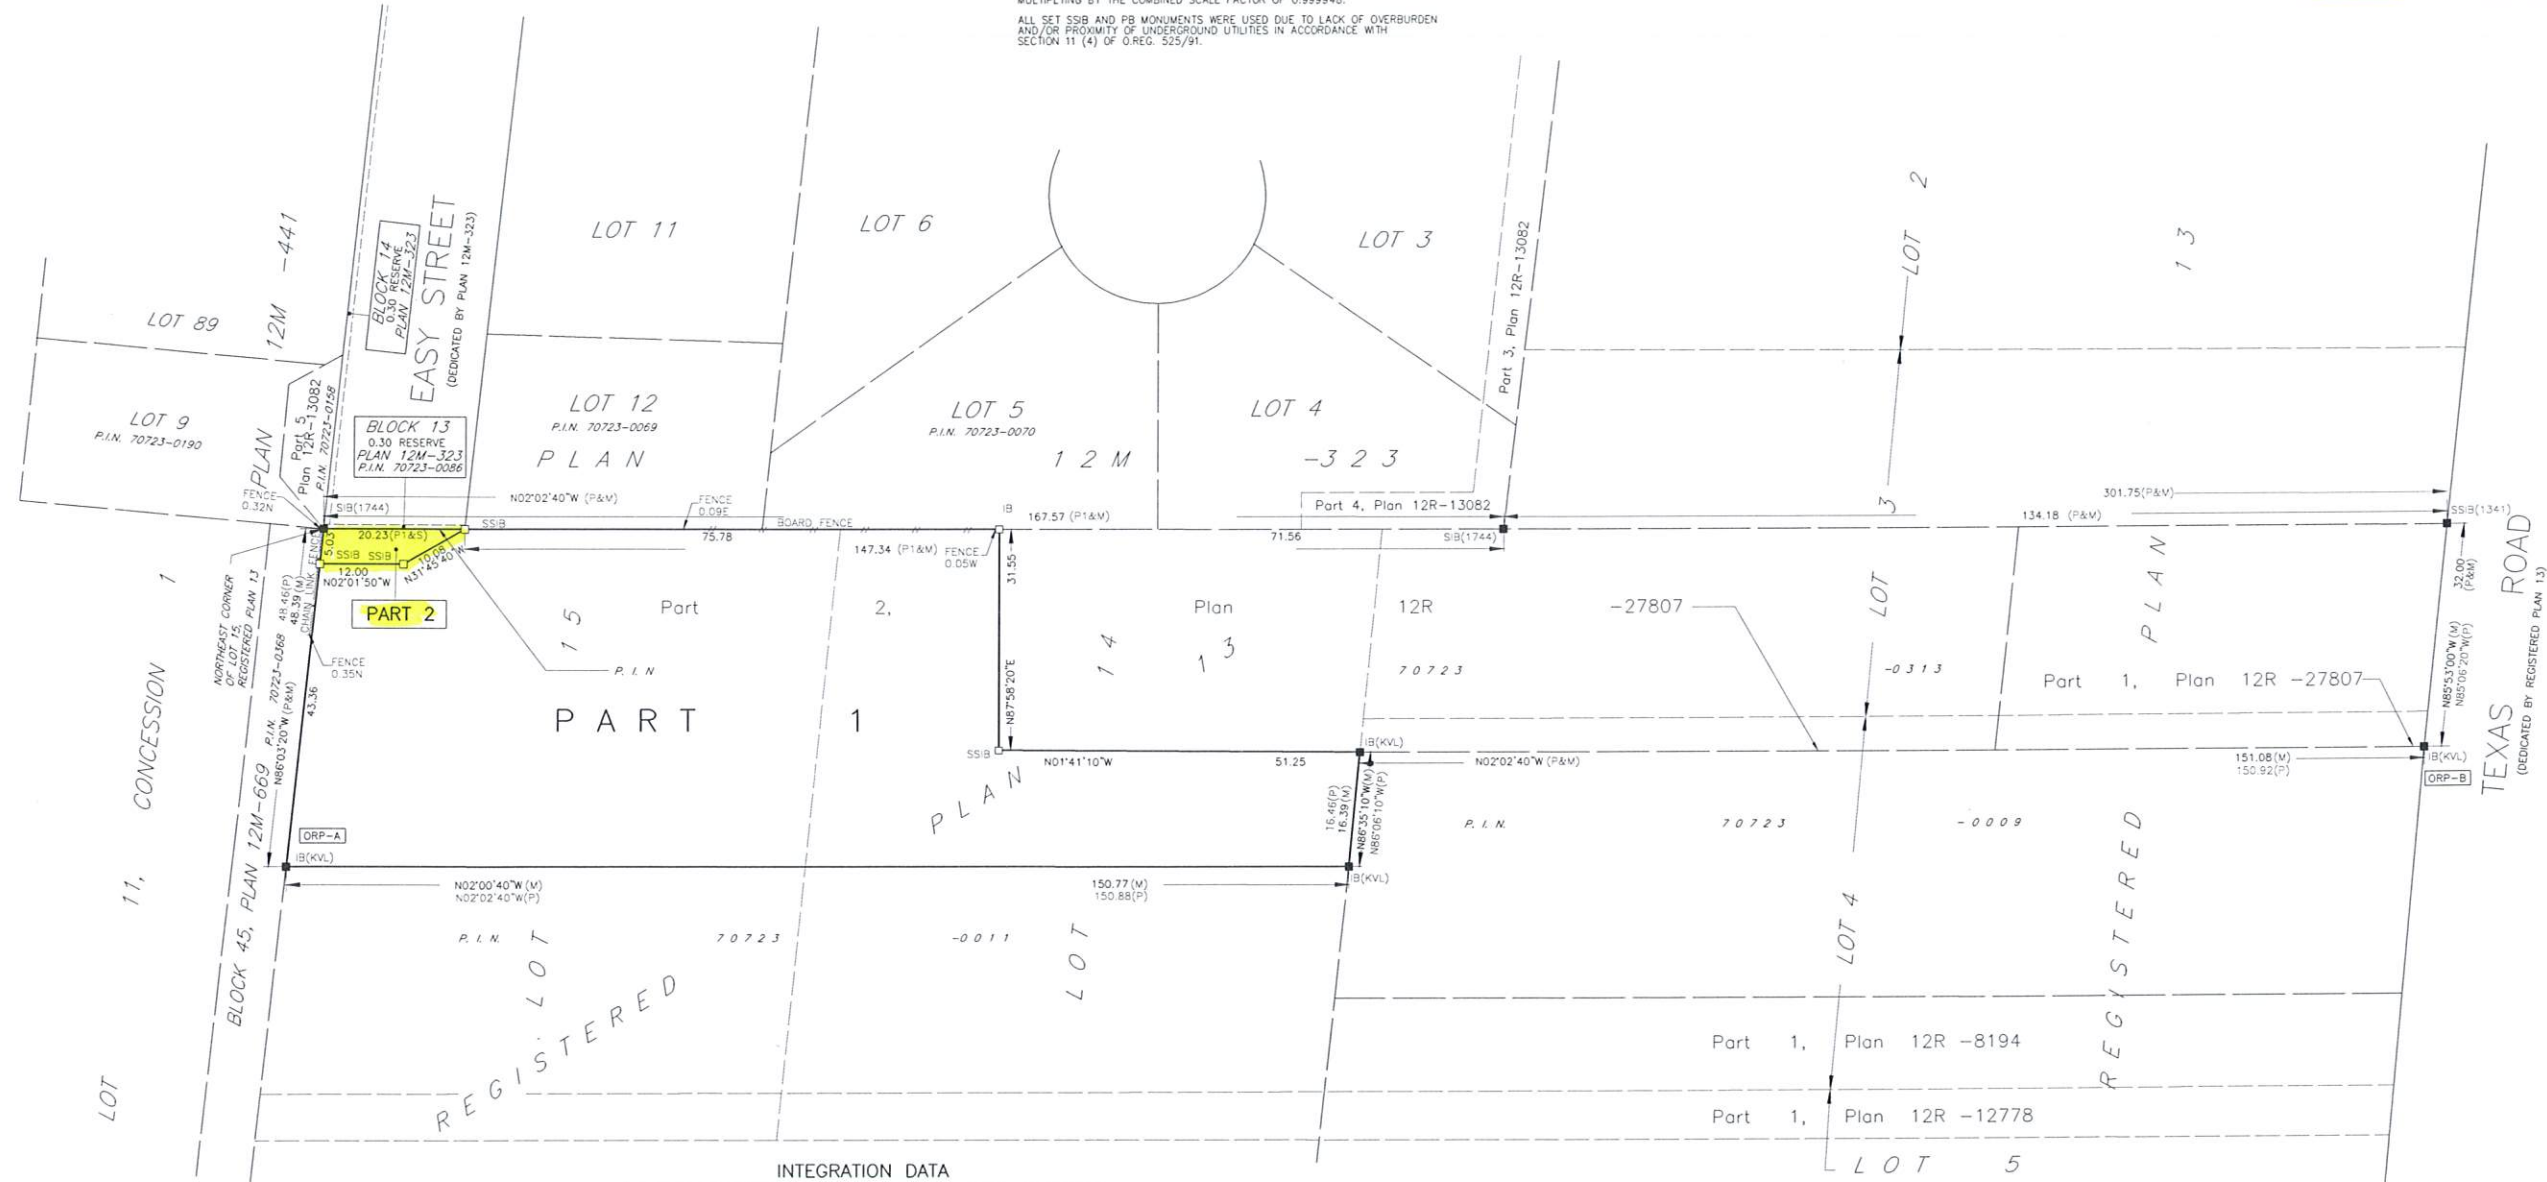 ALL SET SSIB AND PB MONUMENTS WERE USED DUE TO LACK OF OVERBURDEN
AND/OR PROXIMITY OF UNDERGROUND UTILITIES IN ACCORDANCE WITH
SECTION 11 (4) OF O.REG. 525/91.
LOT 89
PLAN 12M -441
BLOCK 14
0.30 RESERVE
PLAN 12M-323
EASY STREET
(DEDICATED BY PLAN 12M-323)
LOT 11
LOT 6
LOT 3
Part 3, Plan 12R-13082
LOT 2
13
LOT 9
P.I.N. 70723-0190
Part 5
Plan 12R-13082
P.I.N. 70723-0158
BLOCK 13
0.30 RESERVE
PLAN 12M-323
P.I.N. 70723-0086
LOT 12
P.I.N. 70723-0069
LOT 5
P.I.N. 70723-0070
LOT 4
PLAN 12M -323
FENCE
0.32N
SIB(1744)
N02°02'40"W (P&M)
SSIB
FENCE
0.09E
BOARD FENCE
IB
167.57 (P1&M)
Part 4, Plan 12R-13082
301.75(P&M)
134.18 (P&M)
SSIB(1341)
5.03
20.23(P1&S)
SSIB SSIB
10.08
N31°45'40"W
12.00
N02°01'50"W
75.78
147.34 (P1&M)
FENCE
0.05W
71.56
SIB(1744)
32.00
(P&M)
TEXAS ROAD
(DEDICATED BY REGISTERED PLAN 13)
NORTHEAST CORNER
OF LOT 15,
REGISTERED PLAN 13
48.46(P)
48.39(M)
CHAIN LINK FENCE
PART 2
31.55
15
Part 2, Plan 12R -27807
14
13
LOT 3
PLAN
FENCE
0.35N
P.I.N 70723 -0313
Part 1, Plan 12R -27807
N85°53'00"W(M)
N85°06'20"W(P)
43.36
N86°03'20"W(P&M)
P.I.N. 70723-0368
PART 1
N87°58'20"E
SSIB
N01°41'10"W
51.25
IB(KVL)
N02°02'40"W (P&M)
151.08(M)
150.92(P)
IB(KVL)
ORP-B
LOT 11, CONCESSION 1
BLOCK 45, PLAN 12M-669
ORP-A
IB(KVL)
PLAN
16.46(P)
16.39(M)
N86°35'10"W(M)
N86°06'10"W(P)
P.I.N. 70723 -0009
N02°00'40"W (M)
N02°02'40"W(P)
150.77(M)
150.88(P)
IB(KVL)
P.I.N. 70723 -0011
LOT
LOT
LOT 4
REGISTERED
REGISTERED
Part 1, Plan 12R -8194
Part 1, Plan 12R -12778
LOT 5
INTEGRATION DATA